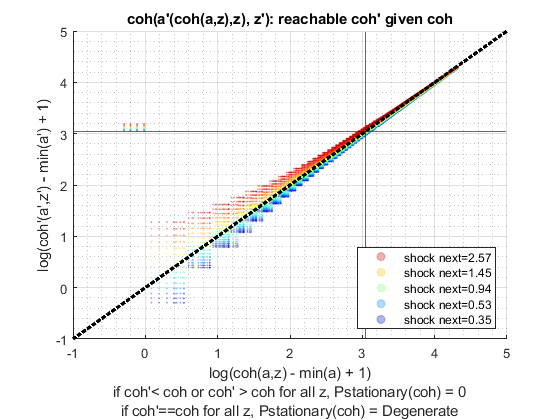 coh(a'(coh(a,z),z), z'): reachable coh' given coh
log(coh'(a',z') - min(a') + 1)
5
4
3
2
1
0
-1
shock next=2.57
shock next=1.45
shock next=0.94
shock next=0.53
shock next=0.35
-1 0 1 2 3 4 5
log(coh(a,z) - min(a) + 1)
if coh'< coh or coh' > coh for all z, Pstationary(coh) = 0
if coh'==coh for all z, Pstationary(coh) = Degenerate